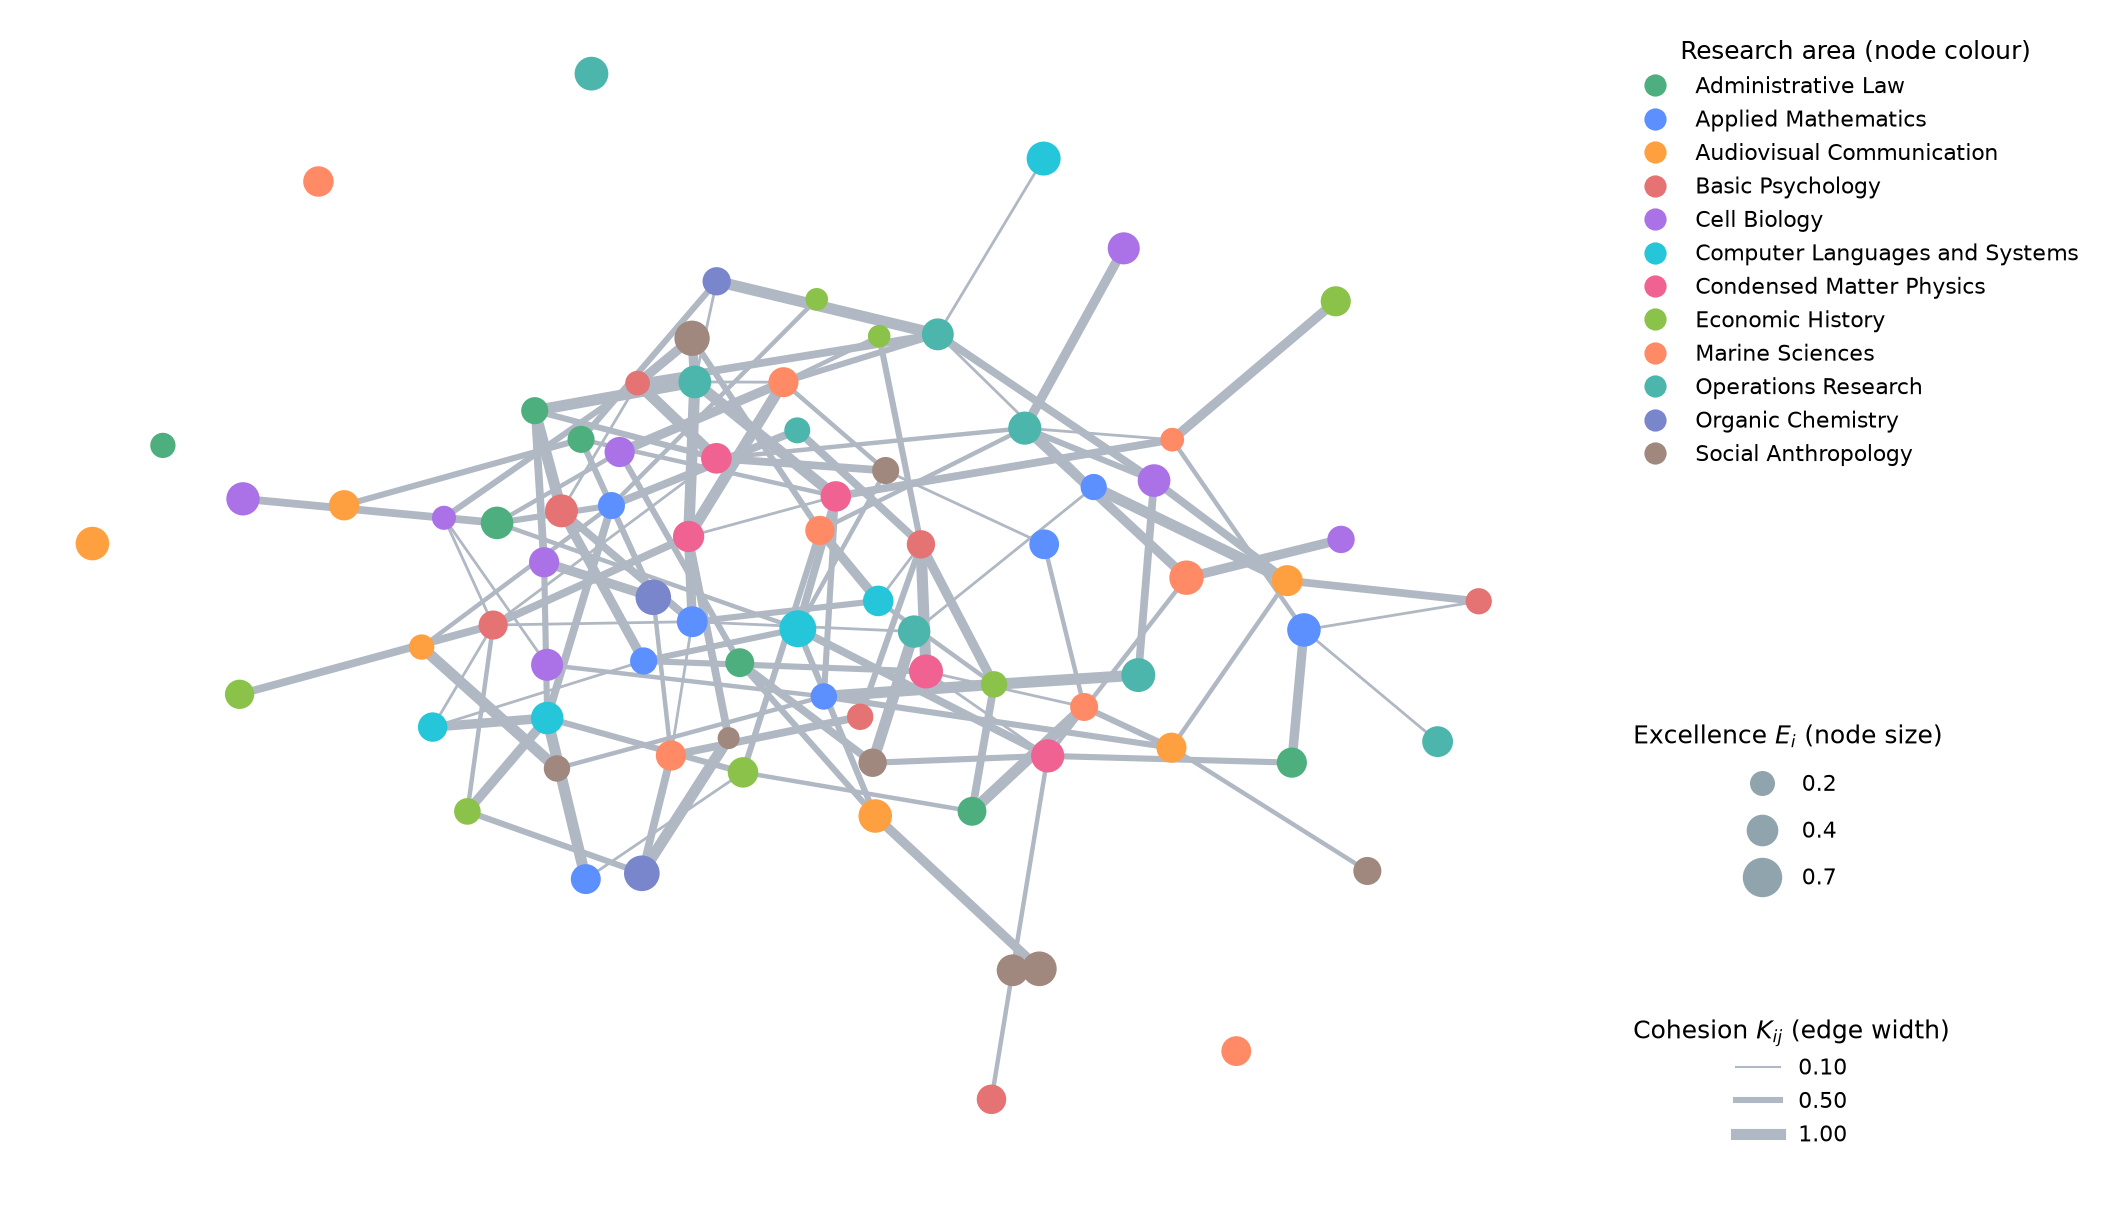 Research area (node colour)
Administrative Law
Applied Mathematics
Audiovisual Communication
Basic Psychology
Cell Biology
Computer Languages and Systems
Condensed Matter Physics
Economic History
Marine Sciences
Operations Research
Organic Chemistry
Social Anthropology
Excellence E_i (node size)
0.2
0.4
0.7
Cohesion K_ij (edge width)
0.10
0.50
1.00